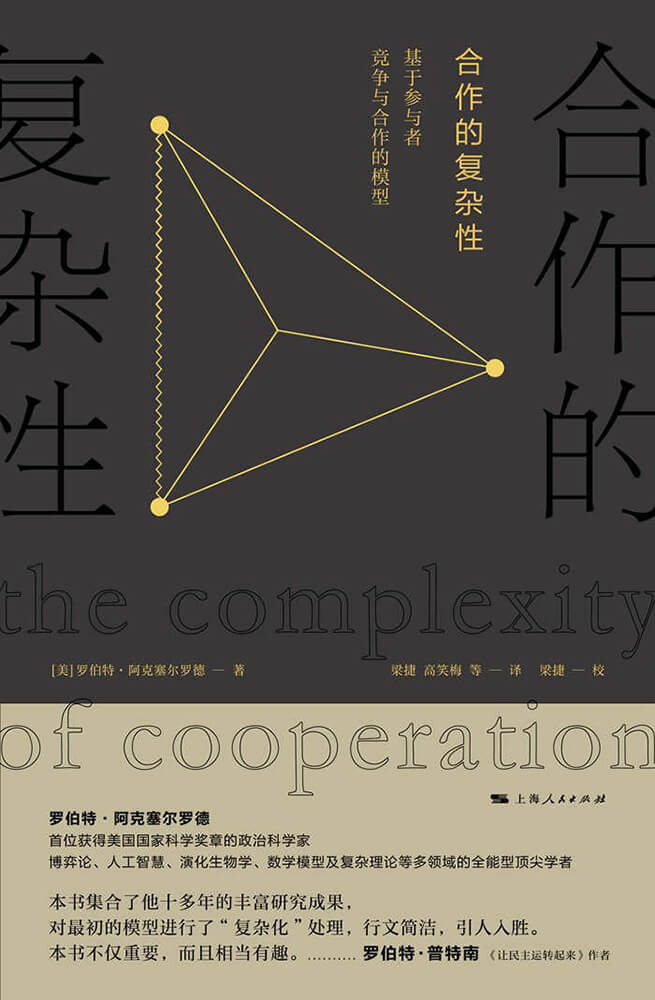 合作的
复杂性
合作的复杂性
基于参与者
竞争与合作的模型
the complexity
of cooperation
[美]罗伯特·阿克塞尔罗德 — 著
梁捷 高笑梅 等 — 译 梁捷 — 校
上海人民出版社
罗伯特·阿克塞尔罗德
首位获得美国国家科学奖章的政治科学家
博弈论、人工智慧、演化生物学、数学模型及复杂理论等多领域的全能型顶尖学者
本书集合了他十多年的丰富研究成果，
对最初的模型进行了“复杂化”处理，行文简洁，引人入胜。
本书不仅重要，而且相当有趣。.......... 罗伯特·普特南 《让民主运转起来》作者